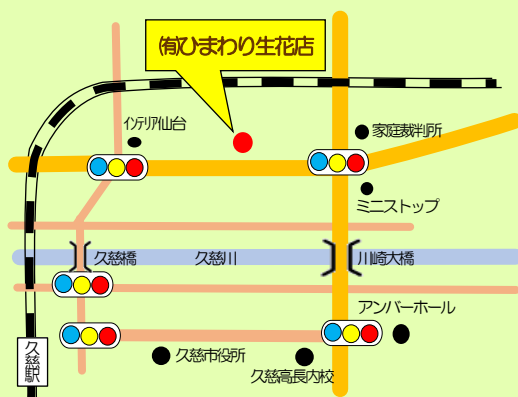 ㈲ひまわり生花店
インテリア仙台
家庭裁判所
ミニストップ
久慈橋
久慈川
川崎大橋
アンバーホール
久慈駅
久慈市役所
久慈高長内校